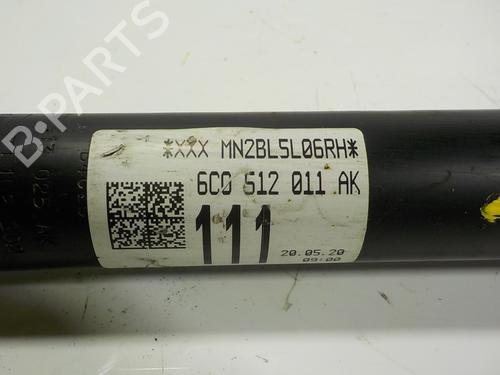 *XXX MN2BL5L06RH*
6C0 512 011 AK
111
20.05.20
09:00
B-PARTS